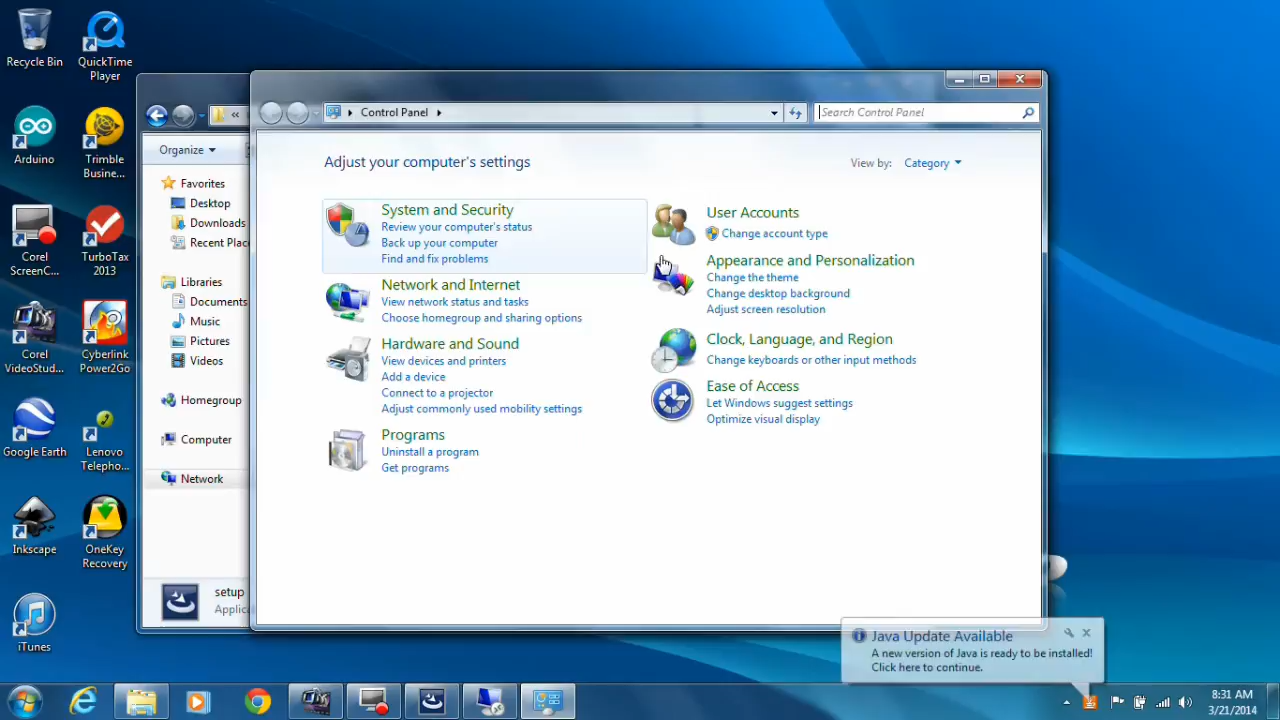 Recycle Bin
QuickTime
Player
Arduino
Trimble
Busine...
Corel
ScreenC...
TurboTax
2013
Corel
VideoStud...
Cyberlink
Power2Go
Google Earth
Lenovo
Telepho...
Inkscape
OneKey
Recovery
iTunes
«
Organize
Favorites
Desktop
Downloads
Recent Plac
Libraries
Documents
Music
Pictures
Videos
Homegroup
Computer
Network
setup
Applic
Control Panel
Search Control Panel
Adjust your computer's settings
View by: Category
System and Security
Review your computer's status
Back up your computer
Find and fix problems
Network and Internet
View network status and tasks
Choose homegroup and sharing options
Hardware and Sound
View devices and printers
Add a device
Connect to a projector
Adjust commonly used mobility settings
Programs
Uninstall a program
Get programs
User Accounts
Change account type
Appearance and Personalization
Change the theme
Change desktop background
Adjust screen resolution
Clock, Language, and Region
Change keyboards or other input methods
Ease of Access
Let Windows suggest settings
Optimize visual display
Java Update Available
A new version of Java is ready to be installed!
Click here to continue.
8:31 AM
3/21/2014